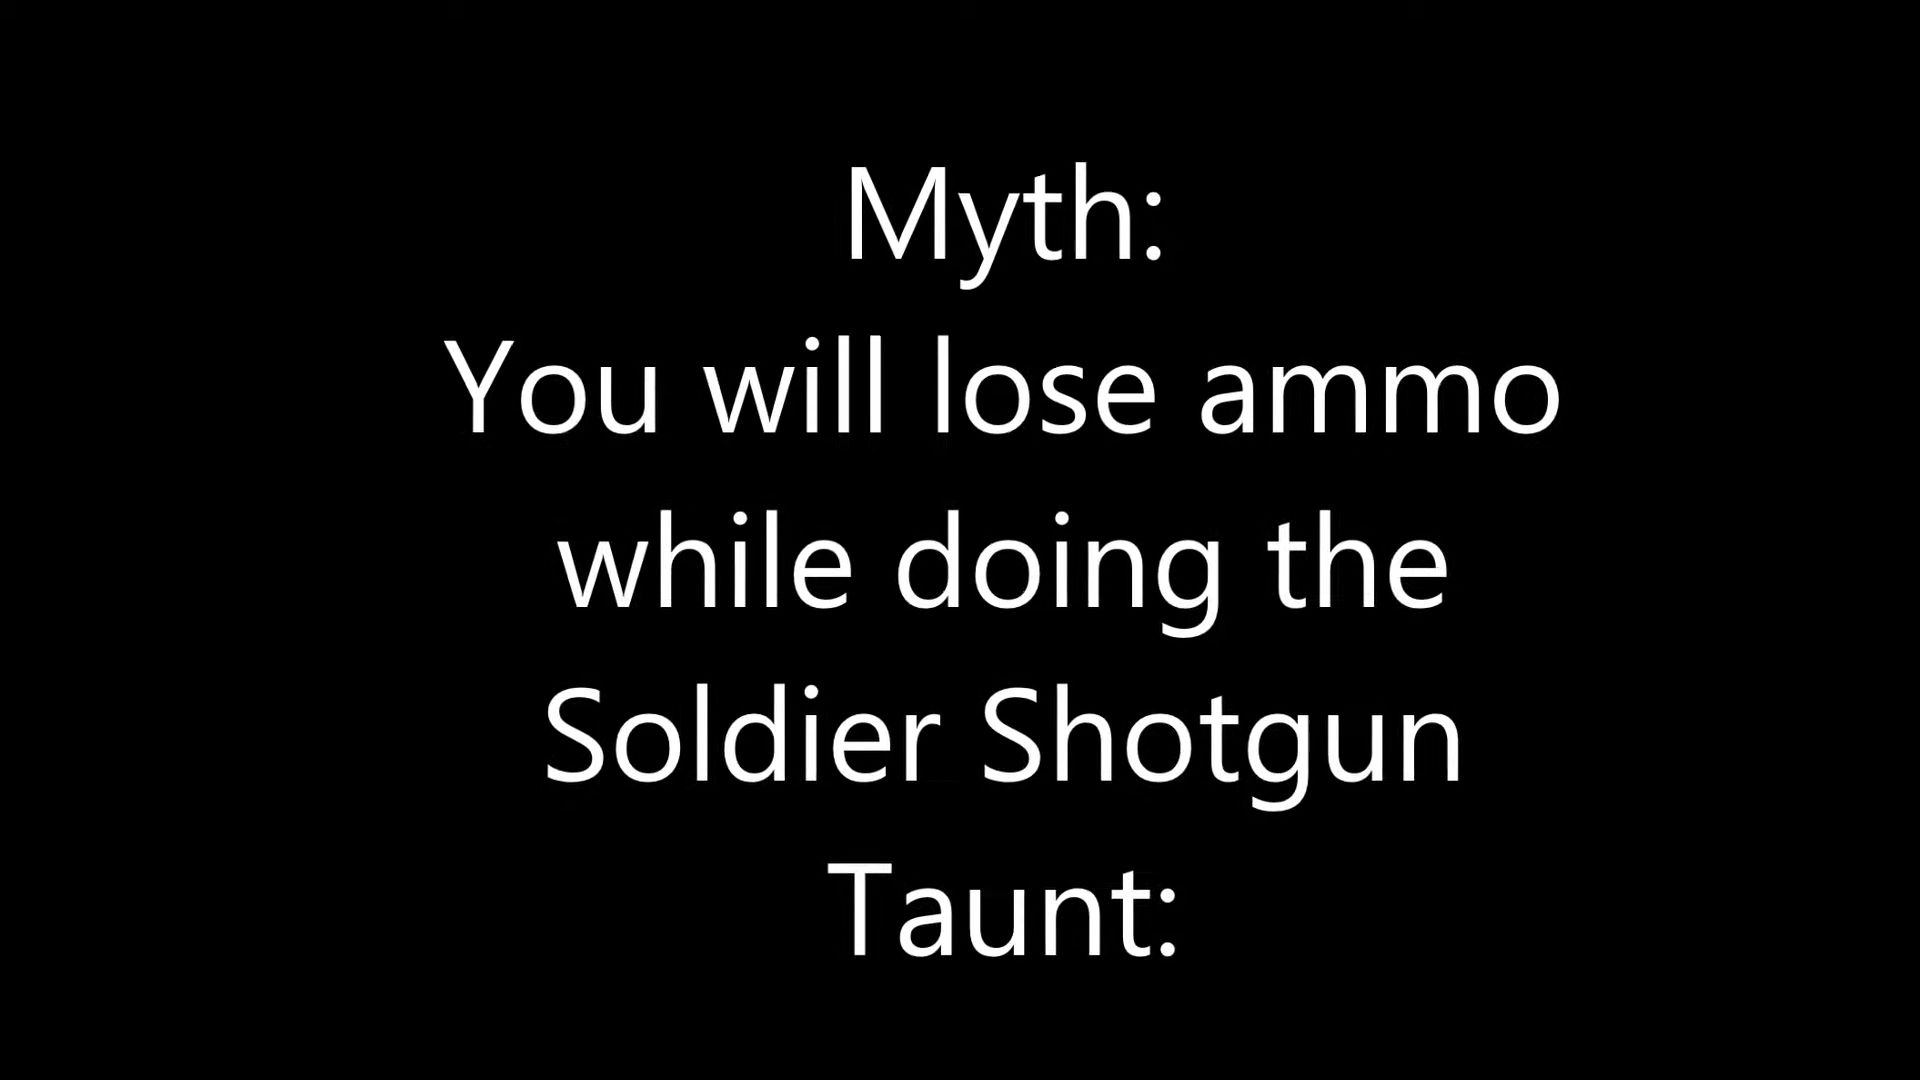 Myth:
You will lose ammo
while doing the
Soldier Shotgun
Taunt: